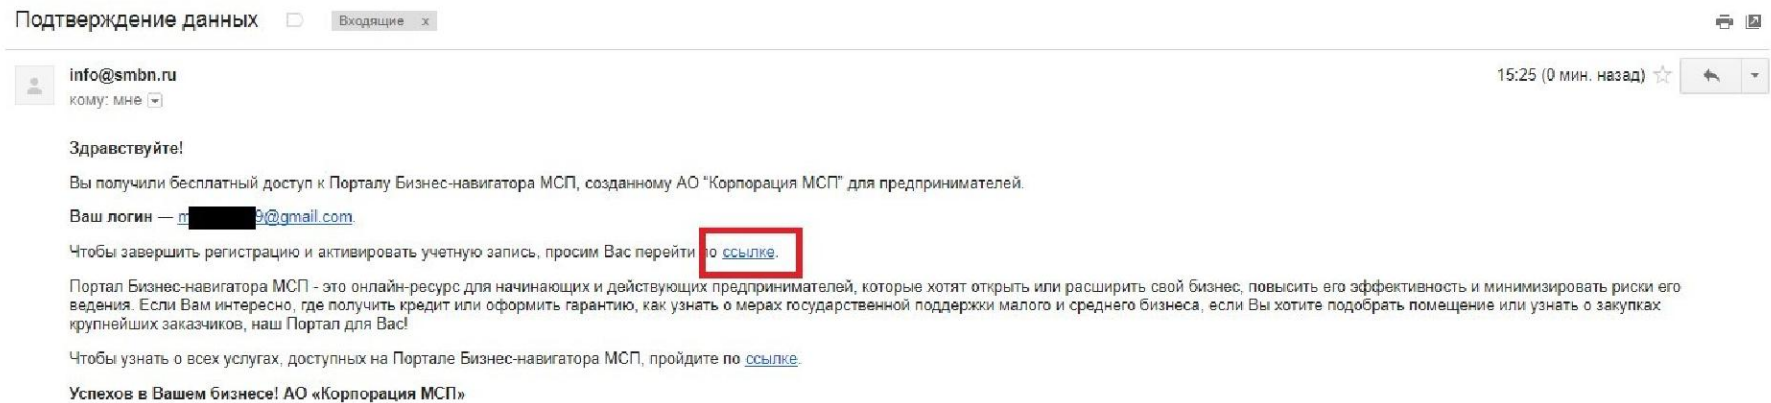 Подтверждение данных Входящие x
info@smbn.ru 15:25 (0 мин. назад)
кому: мне
Здравствуйте!
Вы получили бесплатный доступ к Порталу Бизнес-навигатора МСП, созданному АО "Корпорация МСП" для предпринимателей.
Ваш логин — m 9@gmail.com.
Чтобы завершить регистрацию и активировать учетную запись, просим Вас перейти по ссылке.
Портал Бизнес-навигатора МСП - это онлайн-ресурс для начинающих и действующих предпринимателей, которые хотят открыть или расширить свой бизнес, повысить его эффективность и минимизировать риски его
ведения. Если Вам интересно, где получить кредит или оформить гарантию, как узнать о мерах государственной поддержки малого и среднего бизнеса, если Вы хотите подобрать помещение или узнать о закупках
крупнейших заказчиков, наш Портал для Вас!
Чтобы узнать о всех услугах, доступных на Портале Бизнес-навигатора МСП, пройдите по ссылке.
Успехов в Вашем бизнесе! АО «Корпорация МСП»